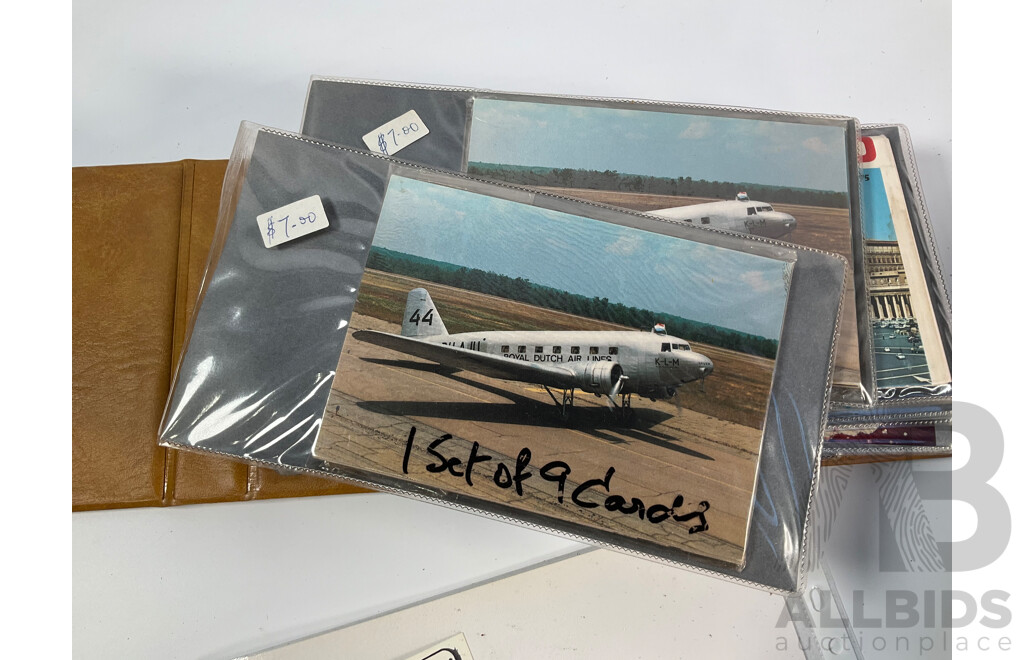 $7.00
$7.00
K-L-M
44
ROYAL DUTCH AIR LINES
K-L-M
1 Set of 9 Cards
ALLBIDS
auctionplace